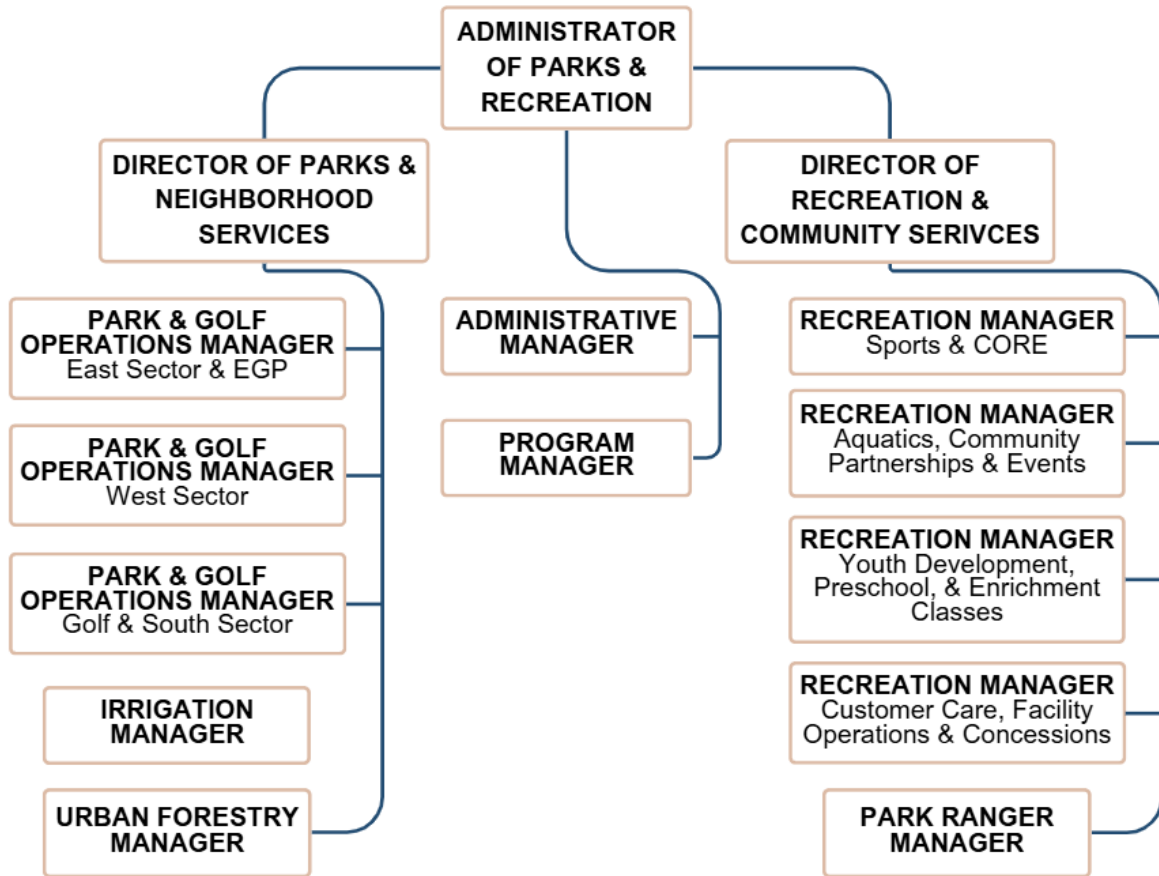 ADMINISTRATOR
OF PARKS &
RECREATION
DIRECTOR OF PARKS &
NEIGHBORHOOD
SERVICES
DIRECTOR OF
RECREATION &
COMMUNITY SERIVCES
PARK & GOLF
OPERATIONS MANAGER
East Sector & EGP
PARK & GOLF
OPERATIONS MANAGER
West Sector
PARK & GOLF
OPERATIONS MANAGER
Golf & South Sector
IRRIGATION
MANAGER
URBAN FORESTRY
MANAGER
ADMINISTRATIVE
MANAGER
PROGRAM
MANAGER
RECREATION MANAGER
Sports & CORE
RECREATION MANAGER
Aquatics, Community
Partnerships & Events
RECREATION MANAGER
Youth Development,
Preschool, & Enrichment
Classes
RECREATION MANAGER
Customer Care, Facility
Operations & Concessions
PARK RANGER
MANAGER